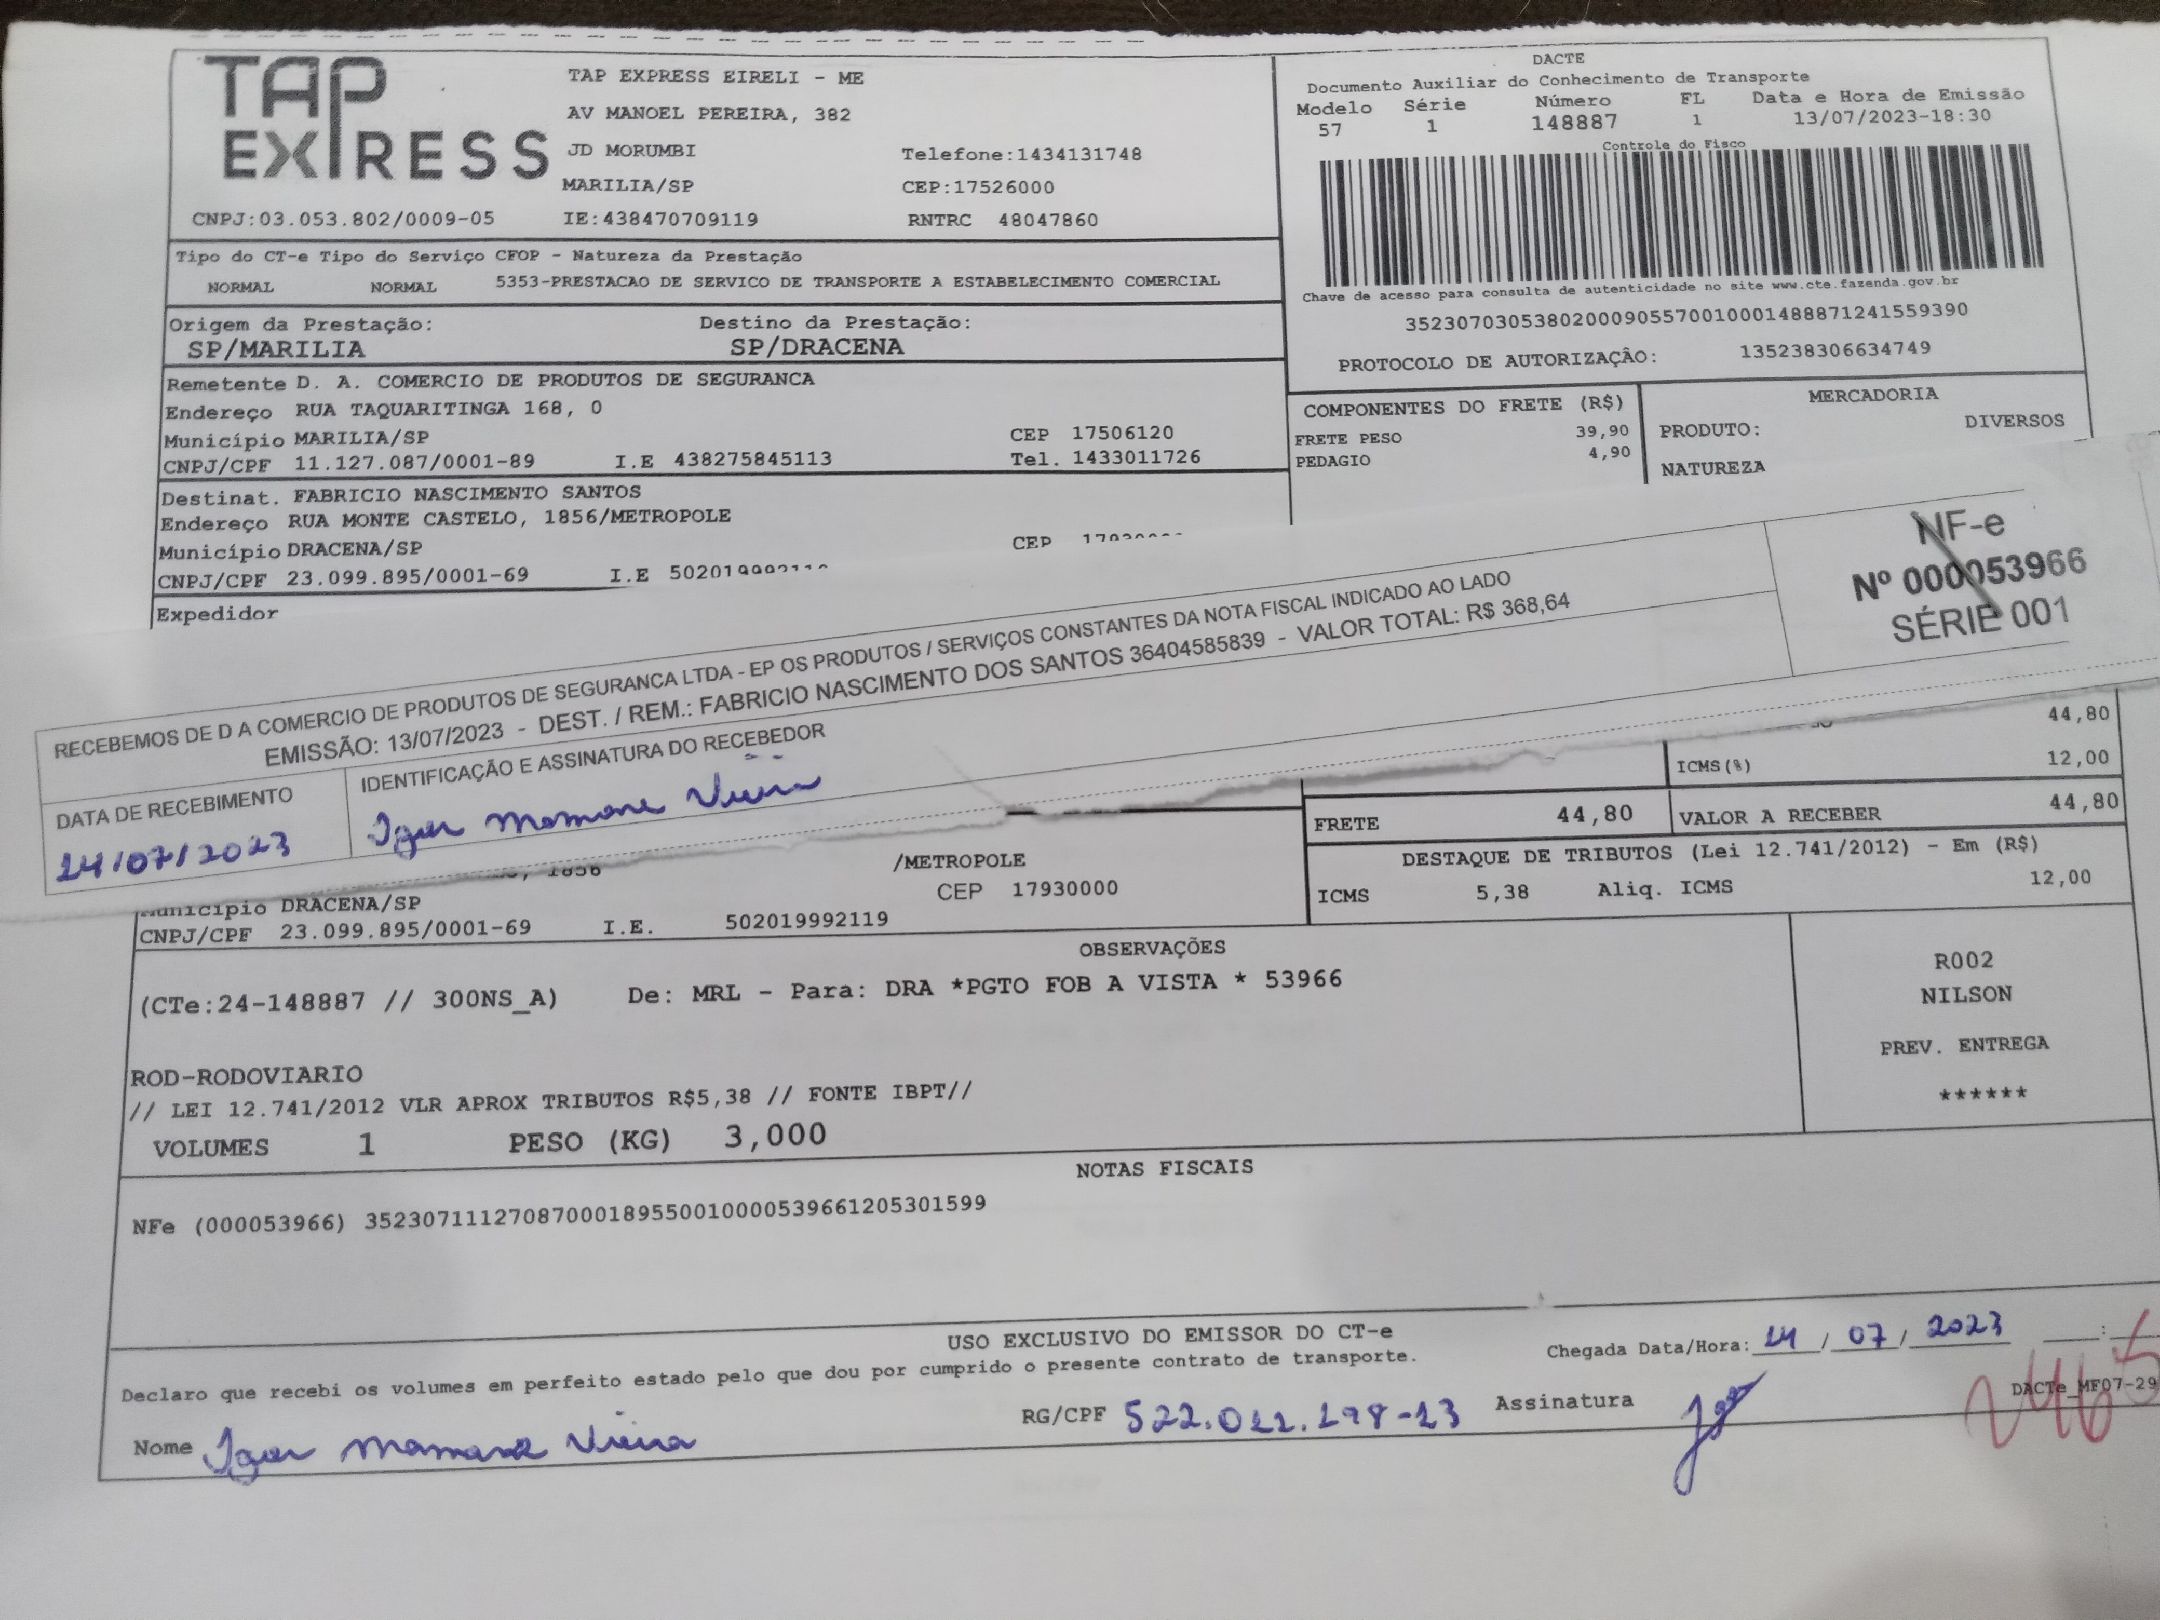 TAP
EXPRESS
TAP EXPRESS EIRELI - ME
AV MANOEL PEREIRA, 382
JD MORUMBI
Telefone:1434131748
MARILIA/SP
CEP:17526000
CNPJ:03.053.802/0009-05
IE:438470709119
RNTRC 48047860
DACTE
Documento Auxiliar do Conhecimento de Transporte
Modelo Série Número FL Data e Hora de Emissão
57 1 148887 1 13/07/2023-18:30
Controle do Fisco
Chave de acesso para consulta de autenticidade no site www.cte.fazenda.gov.br
35230703053802000905570010001488871241559390
PROTOCOLO DE AUTORIZAÇÃO: 135238306634749
Tipo do CT-e Tipo do Serviço CFOP - Natureza da Prestação
NORMAL NORMAL 5353-PRESTACAO DE SERVICO DE TRANSPORTE A ESTABELECIMENTO COMERCIAL
Origem da Prestação: Destino da Prestação:
SP/MARILIA SP/DRACENA
Remetente D. A. COMERCIO DE PRODUTOS DE SEGURANCA
Endereço RUA TAQUARITINGA 168, 0
Município MARILIA/SP CEP 17506120
CNPJ/CPF 11.127.087/0001-89 I.E 438275845113 Tel. 1433011726
COMPONENTES DO FRETE (R$)
FRETE PESO 39,90
PEDAGIO 4,90
MERCADORIA
PRODUTO: DIVERSOS
NATUREZA
Destinat. FABRICIO NASCIMENTO SANTOS
Endereço RUA MONTE CASTELO, 1856/METROPOLE
Município DRACENA/SP CEP
CNPJ/CPF 23.099.895/0001-69 I.E
Expedidor
RECEBEMOS DE D A COMERCIO DE PRODUTOS DE SEGURANCA LTDA - EP OS PRODUTOS / SERVIÇOS CONSTANTES DA NOTA FISCAL INDICADO AO LADO
EMISSÃO: 13/07/2023 - DEST. / REM.: FABRICIO NASCIMENTO DOS SANTOS 36404585839 - VALOR TOTAL: R$ 368,64
DATA DE RECEBIMENTO
14/07/2023
IDENTIFICAÇÃO E ASSINATURA DO RECEBEDOR
Igor Mamone Vieira
NF-e
Nº 000053966
SÉRIE 001
44,80
ICMS(%) 12,00
FRETE 44,80 VALOR A RECEBER 44,80
DESTAQUE DE TRIBUTOS (Lei 12.741/2012) - Em (R$)
ICMS 5,38 Aliq. ICMS 12,00
1856 /METROPOLE
Município DRACENA/SP CEP 17930000
CNPJ/CPF 23.099.895/0001-69 I.E. 502019992119
OBSERVAÇÕES
(CTe:24-148887 // 300NS_A) De: MRL - Para: DRA *PGTO FOB A VISTA * 53966
ROD-RODOVIARIO
// LEI 12.741/2012 VLR APROX TRIBUTOS R$5,38 // FONTE IBPT//
VOLUMES 1 PESO (KG) 3,000
R002
NILSON
PREV. ENTREGA
******
NOTAS FISCAIS
NFe (000053966) 35230711127087000189550010000539661205301599
USO EXCLUSIVO DO EMISSOR DO CT-e
Declaro que recebi os volumes em perfeito estado pelo que dou por cumprido o presente contrato de transporte.
Chegada Data/Hora: 14 / 07 / 2023
Nome Igor Mamone Vieira RG/CPF 522.011.198-13 Assinatura
DACTe_MF07-29